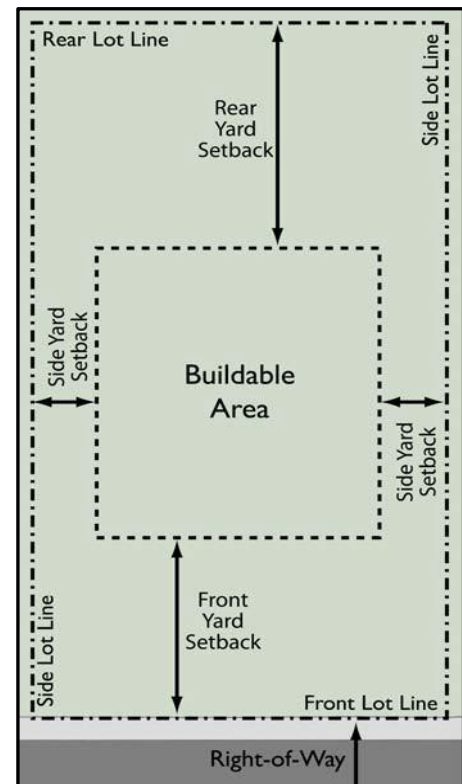 Rear Lot Line
Side Lot Line
Rear
Yard
Setback
Side Yard
Setback
Buildable
Area
Side Yard
Setback
Front
Yard
Setback
Side Lot Line
Front Lot Line
Right-of-Way